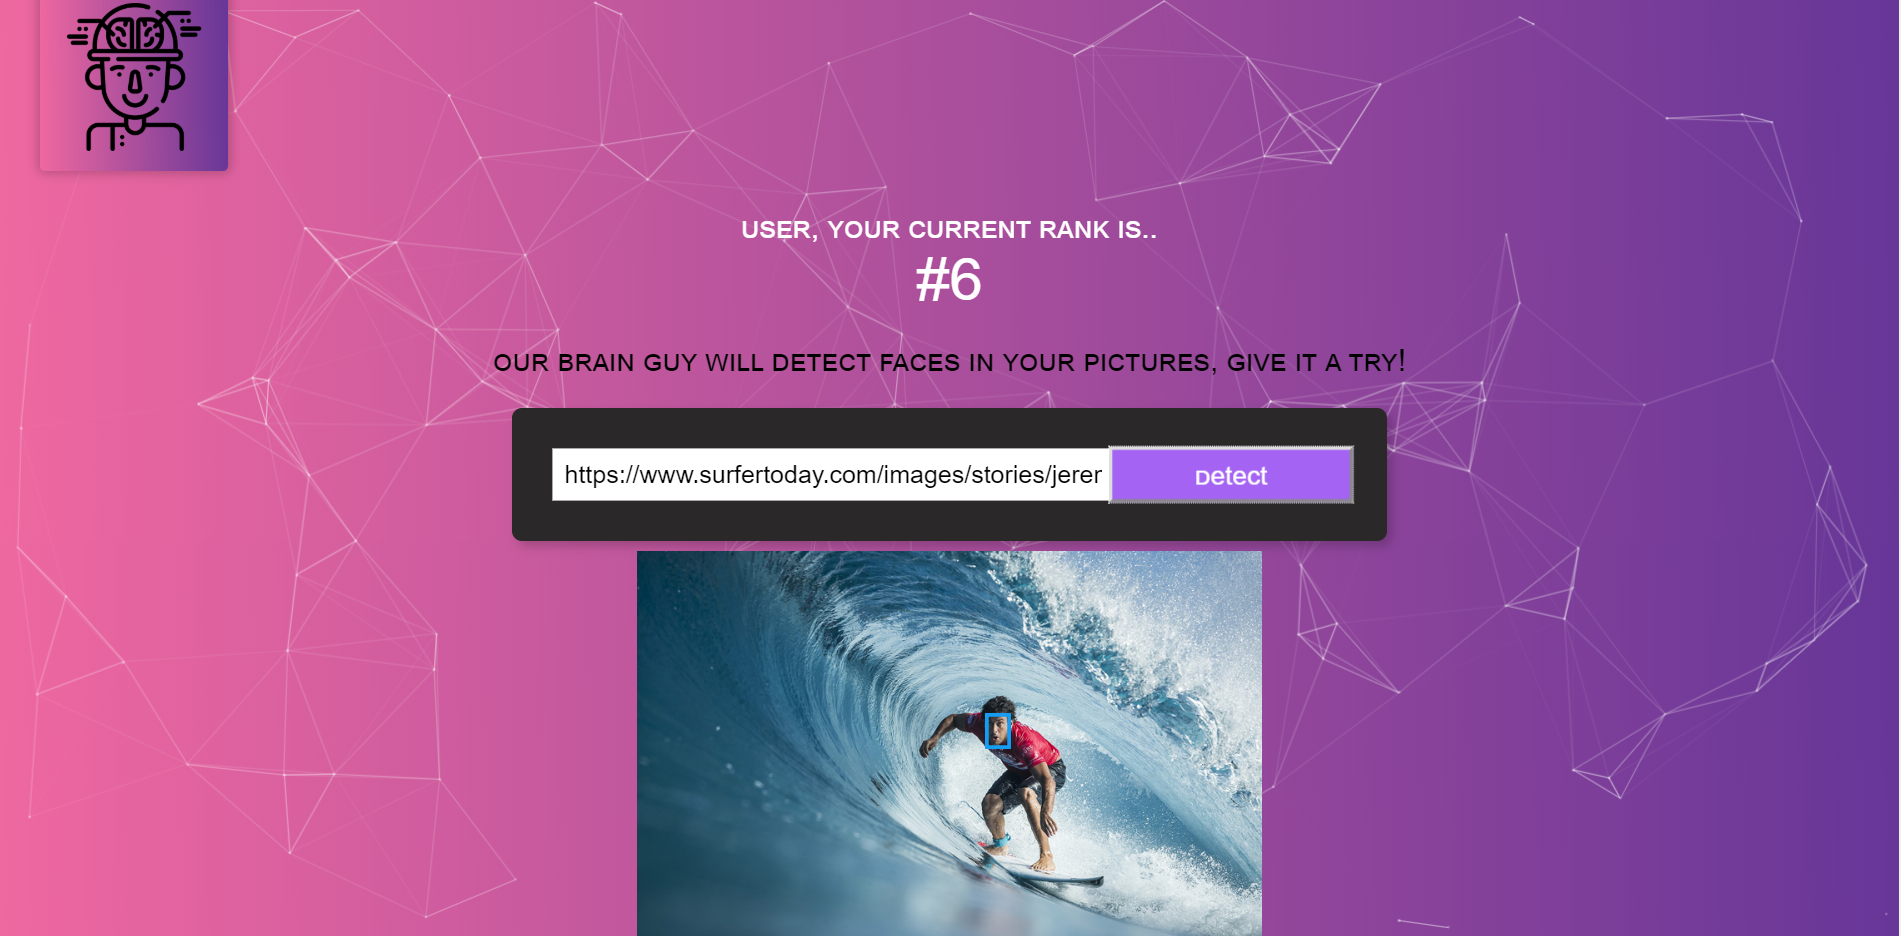 USER, YOUR CURRENT RANK IS..
#6
OUR BRAIN GUY WILL DETECT FACES IN YOUR PICTURES, GIVE IT A TRY!
https://www.surfertoday.com/images/stories/jerer
Detect